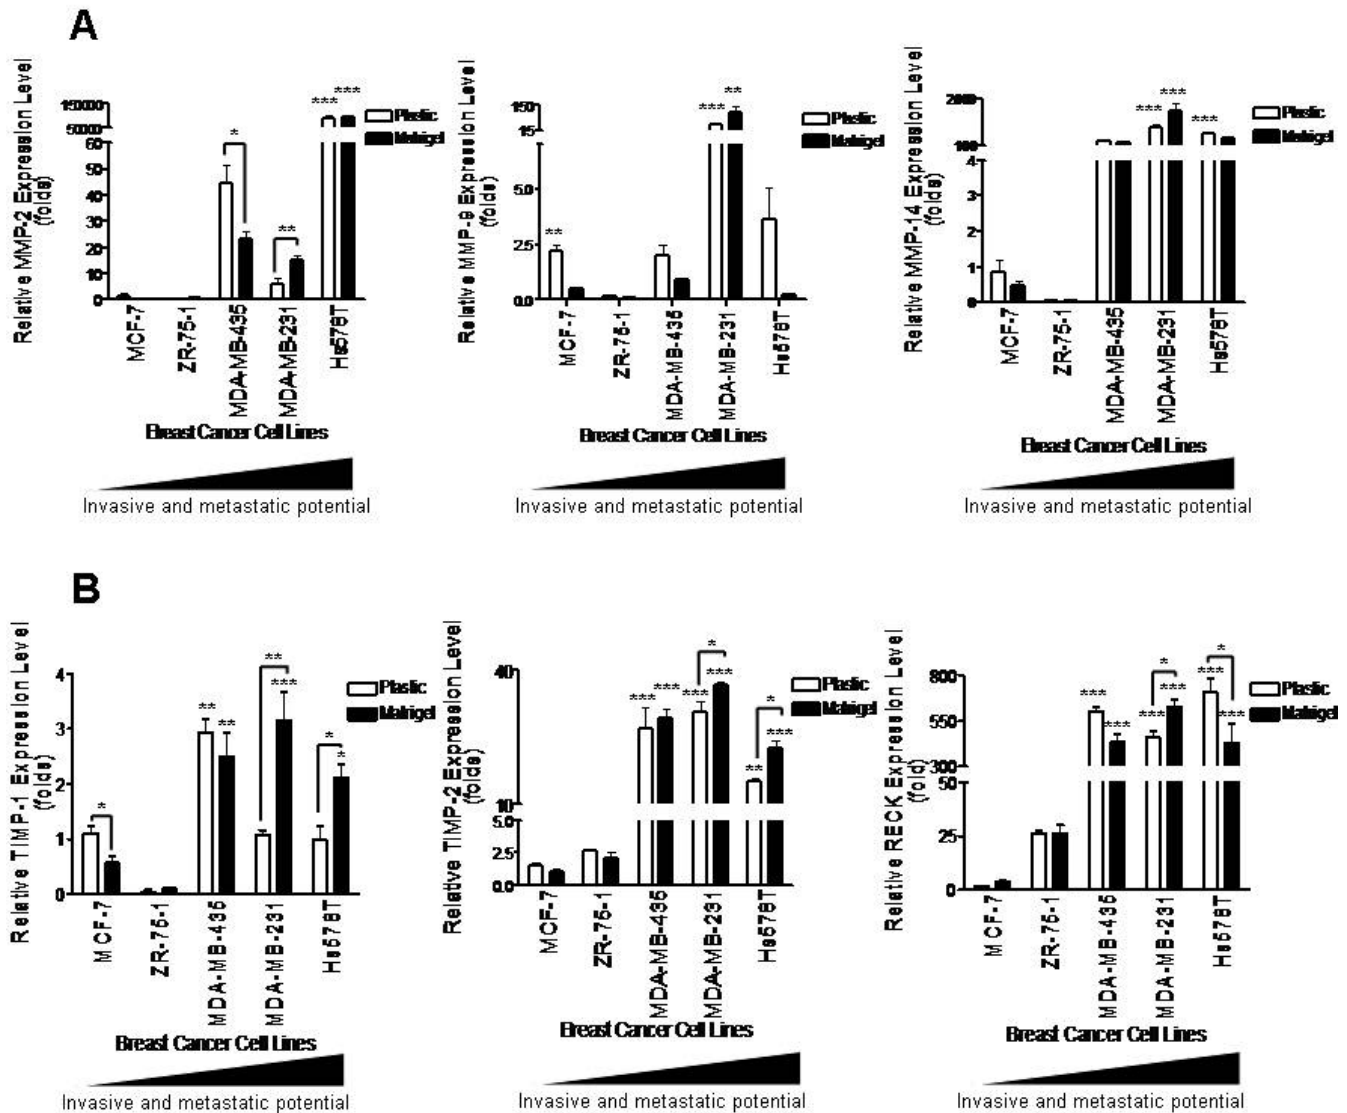 A
Relative MMP-2 Expression Level
(folds)
150000
50000
60
50
40
30
20
10
0
* ** *** ***
Plastic
Matrigel
MCF-7
ZR-75-1
MDA-MB-435
MDA-MB-231
Hs578T
Breast Cancer Cell Lines
Invasive and metastatic potential
Relative MMP-9 Expression Level
(folds)
150
15
5.0
2.5
0.0
** *** **
Plastic
Matrigel
MCF-7
ZR-75-1
MDA-MB-435
MDA-MB-231
Hs578T
Breast Cancer Cell Lines
Invasive and metastatic potential
Relative MMP-14 Expression Level
(folds)
2000
100
4
3
2
1
0
*** *** ***
Plastic
Matrigel
MCF-7
ZR-75-1
MDA-MB-435
MDA-MB-231
Hs578T
Breast Cancer Cell Lines
Invasive and metastatic potential
B
Relative TIMP-1 Expression Level
(folds)
4
3
2
1
0
* ** ** ** *** * *
Plastic
Matrigel
MCF-7
ZR-75-1
MDA-MB-435
MDA-MB-231
Hs578T
Breast Cancer Cell Lines
Invasive and metastatic potential
Relative TIMP-2 Expression Level
(folds)
40
10
5.0
2.5
0.0
*** *** *** * *** ** * ***
Plastic
Matrigel
MCF-7
ZR-75-1
MDA-MB-435
MDA-MB-231
Hs578T
Breast Cancer Cell Lines
Invasive and metastatic potential
Relative RECK Expression Level
(fold)
800
550
300
50
25
0
*** *** *** * *** *** * ***
Plastic
Matrigel
MCF-7
ZR-75-1
MDA-MB-435
MDA-MB-231
Hs578T
Breast Cancer Cell Lines
Invasive and metastatic potential